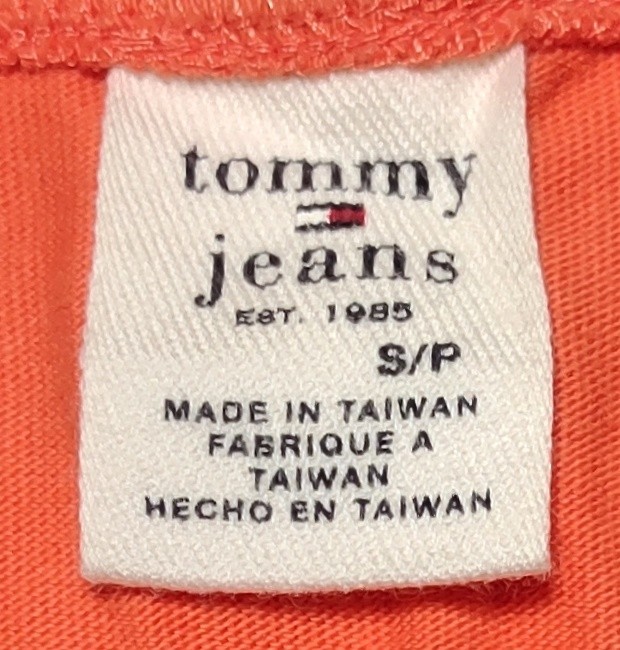 tommy
jeans
EST. 1985
S/P
MADE IN TAIWAN
FABRIQUE A
TAIWAN
HECHO EN TAIWAN